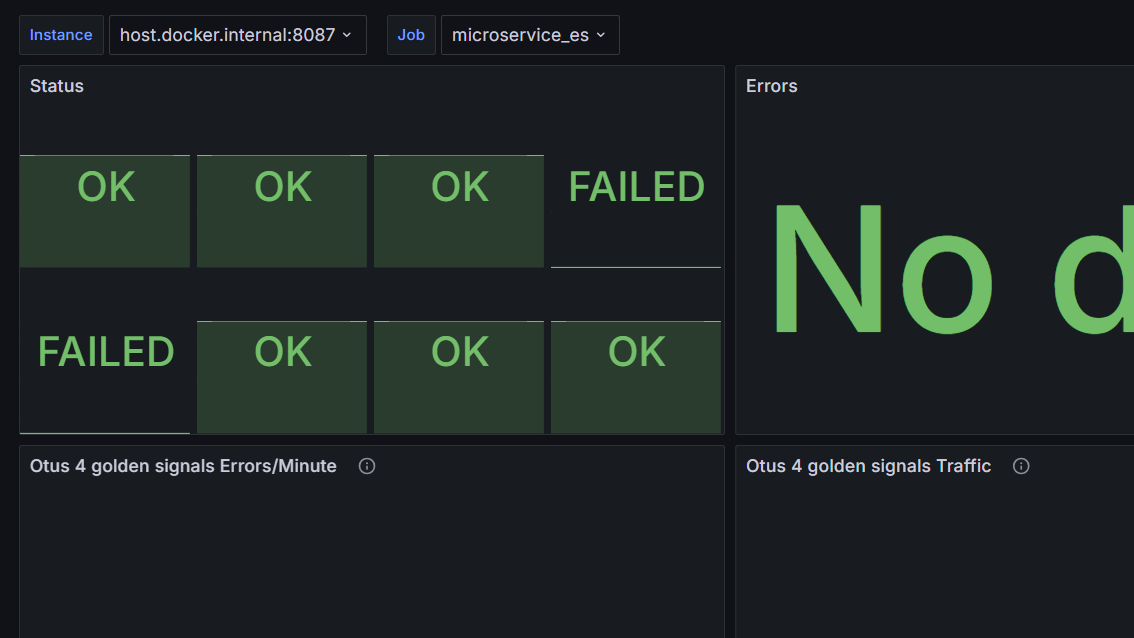 Instance host.docker.internal:8087 Job microservice_es
Status
OK OK OK FAILED
FAILED OK OK OK
Errors
No d
Otus 4 golden signals Errors/Minute
Otus 4 golden signals Traffic